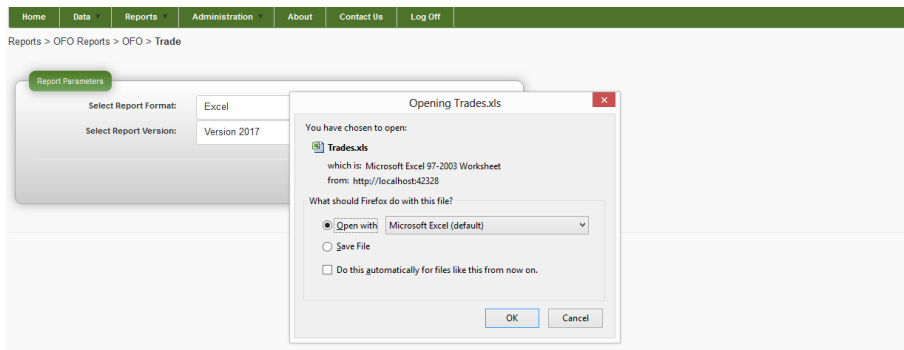 Home Data Reports Administration About Contact Us Log Off
Reports > OFO Reports > OFO > Trade
Report Parameters
Select Report Format: Excel
Select Report Version: Version 2017
Opening Trades.xls
You have chosen to open:
Trades.xls
which is: Microsoft Excel 97-2003 Worksheet
from: http://localhost:42328
What should Firefox do with this file?
Open with Microsoft Excel (default)
Save File
Do this automatically for files like this from now on.
OK Cancel